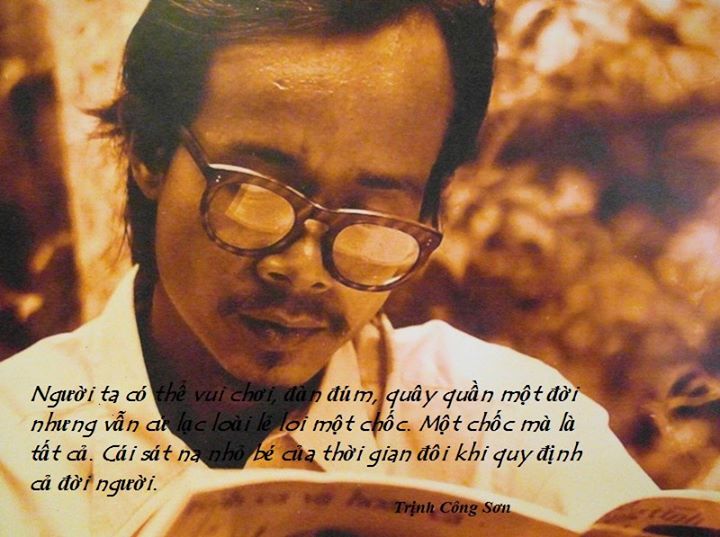 Người ta có thể vui chơi, đàn đúm, quây quần một đời
nhưng vẫn cứ lạc loài lẻ loi một chốc. Một chốc mà là
tất cả. Cái sát na nhỏ bé của thời gian đôi khi quy định
cả đời người.
Trịnh Công Sơn